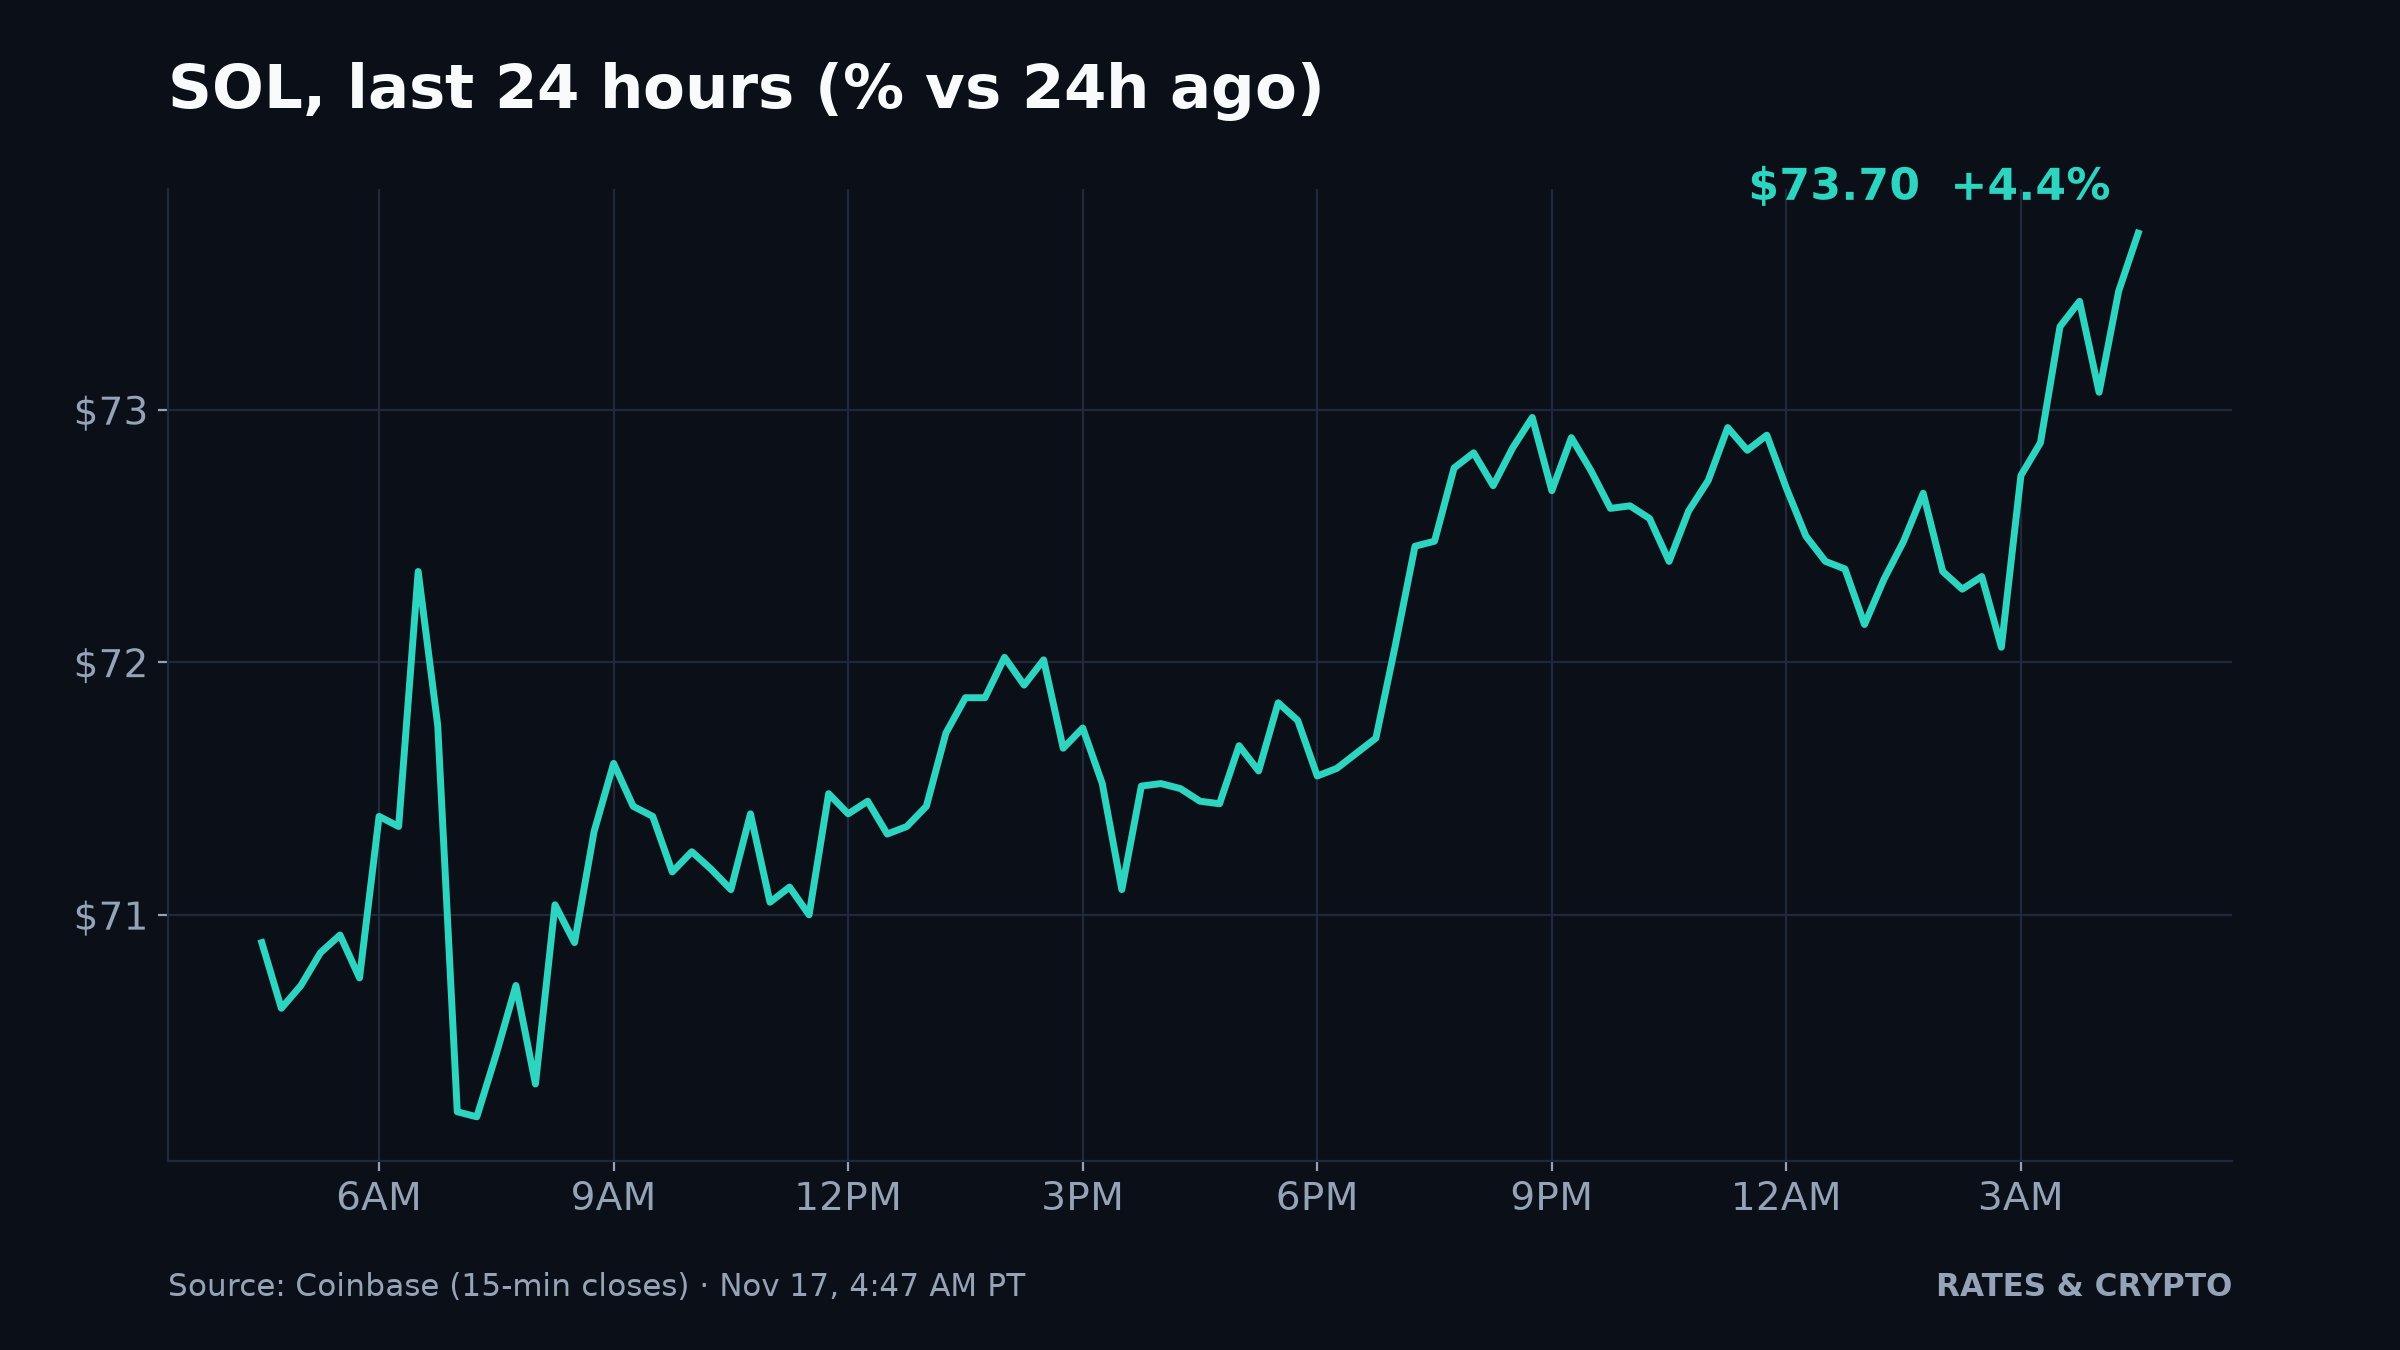 SOL, last 24 hours (% vs 24h ago)
$73.70 +4.4%
$73
$72
$71
6AM 9AM 12PM 3PM 6PM 9PM 12AM 3AM
Source: Coinbase (15-min closes) · Nov 17, 4:47 AM PT
RATES & CRYPTO